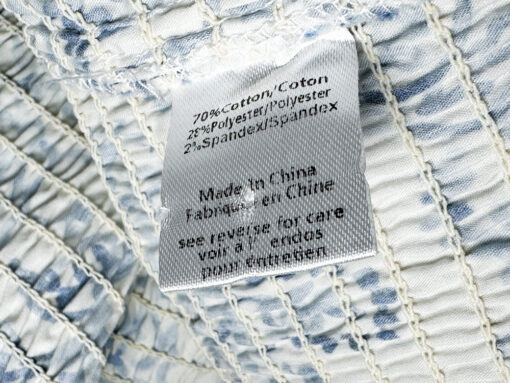 70%Cotton/Coton
28%Polyester/Polyester
2%Spandex/Spandex
Made In China
Fabriqué en Chine
see reverse for care
voir a l' endos
pour entretien